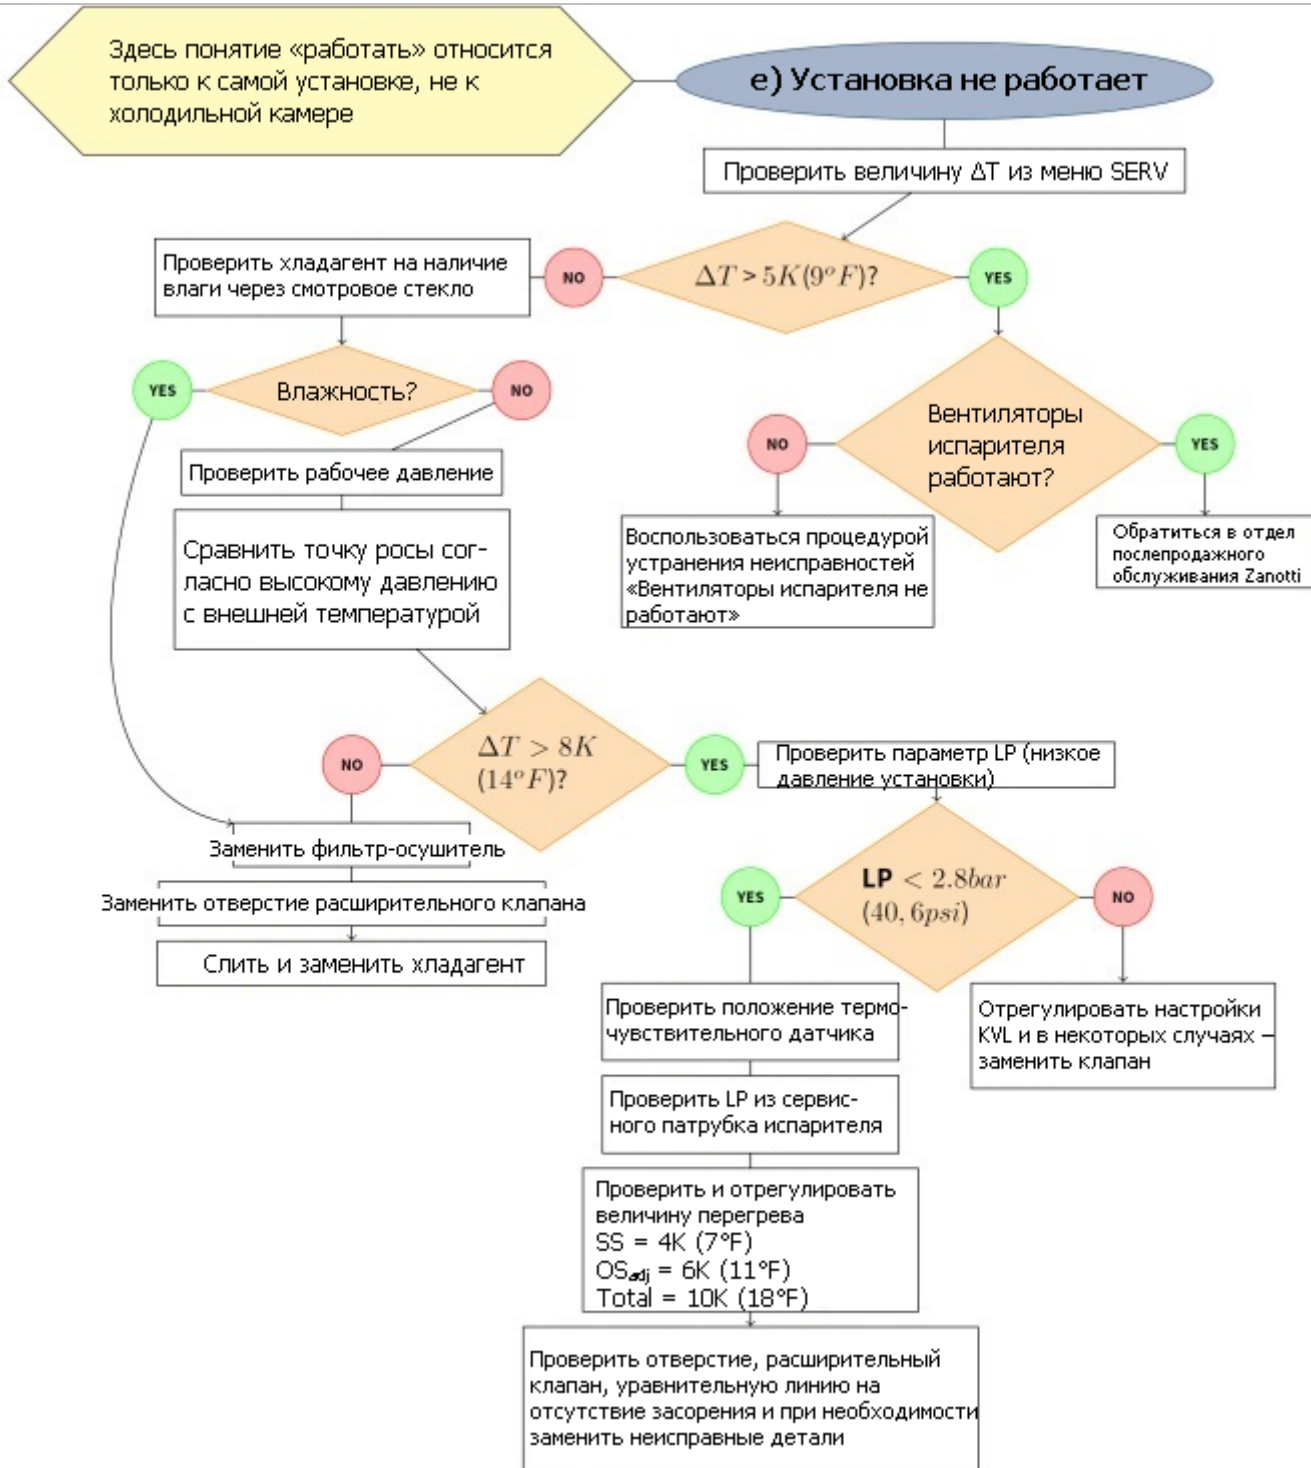 Здесь понятие «работать» относится
только к самой установке, не к
холодильной камере
e) Установка не работает
Проверить величину ΔT из меню SERV
ΔT > 5K(9°F)?
NO
YES
Проверить хладагент на наличие
влаги через смотровое стекло
YES
Влажность?
NO
Вентиляторы
испарителя
работают?
NO
YES
Проверить рабочее давление
Сравнить точку росы сог-
ласно высокому давлению
с внешней температурой
Воспользоваться процедурой
устранения неисправностей
«Вентиляторы испарителя не
работают»
Обратиться в отдел
послепродажного
обслуживания Zanotti
NO
ΔT > 8K
(14°F)?
YES
Проверить параметр LP (низкое
давление установки)
Заменить фильтр-осушитель
Заменить отверстие расширительного клапана
Слить и заменить хладагент
YES
LP < 2.8bar
(40, 6psi)
NO
Проверить положение термо-
чувствительного датчика
Отрегулировать настройки
KVL и в некоторых случаях –
заменить клапан
Проверить LP из сервис-
ного патрубка испарителя
Проверить и отрегулировать
величину перегрева
SS = 4K (7°F)
OSadj = 6K (11°F)
Total = 10K (18°F)
Проверить отверстие, расширительный
клапан, уравнительную линию на
отсутствие засорения и при необходимости
заменить неисправные детали